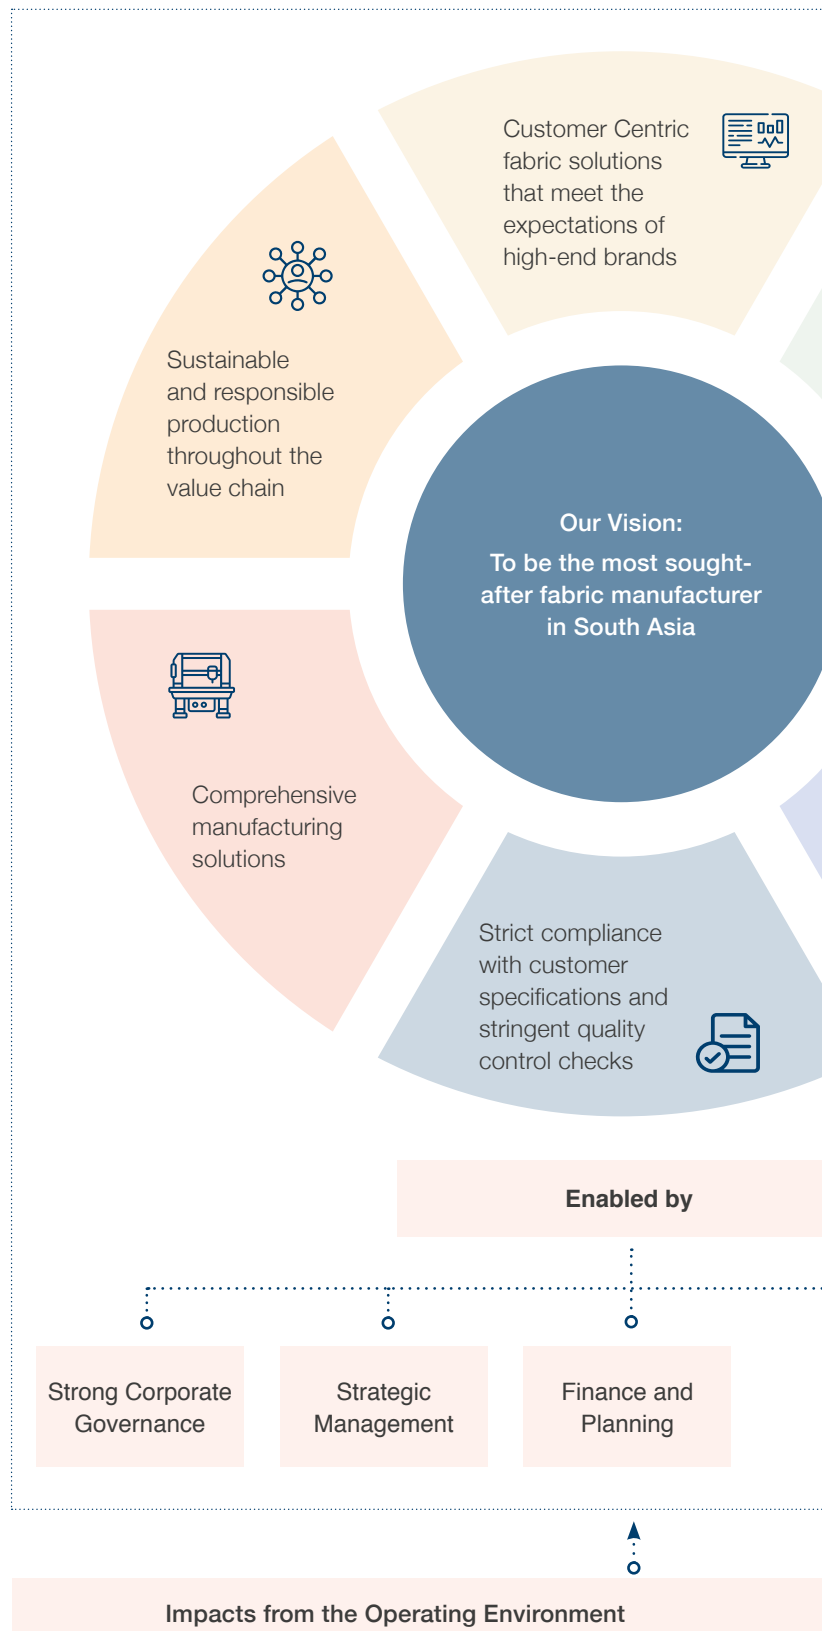 Customer Centric
fabric solutions
that meet the
expectations of
high-end brands
Sustainable
and responsible
production
throughout the
value chain
Our Vision:
To be the most sought-
after fabric manufacturer
in South Asia
Comprehensive
manufacturing
solutions
Strict compliance
with customer
specifications and
stringent quality
control checks
Enabled by
Strong Corporate
Governance
Strategic
Management
Finance and
Planning
Impacts from the Operating Environment